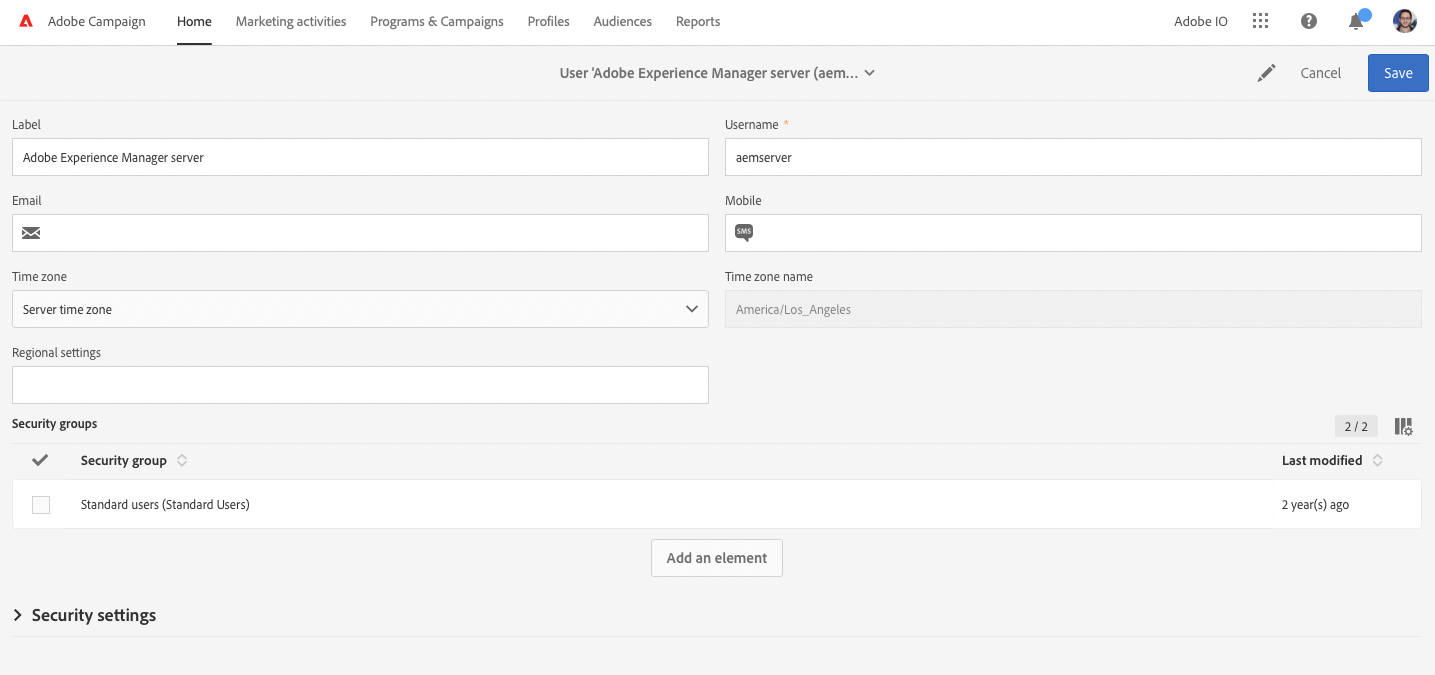 Adobe Campaign Home Marketing activities Programs & Campaigns Profiles Audiences Reports Adobe IO
User 'Adobe Experience Manager server (aem... Cancel Save
Label Username *
Adobe Experience Manager server aemserver
Email Mobile
SMS
Time zone Time zone name
Server time zone America/Los_Angeles
Regional settings
Security groups 2 / 2
Security group Last modified
Standard users (Standard Users) 2 year(s) ago
Add an element
Security settings